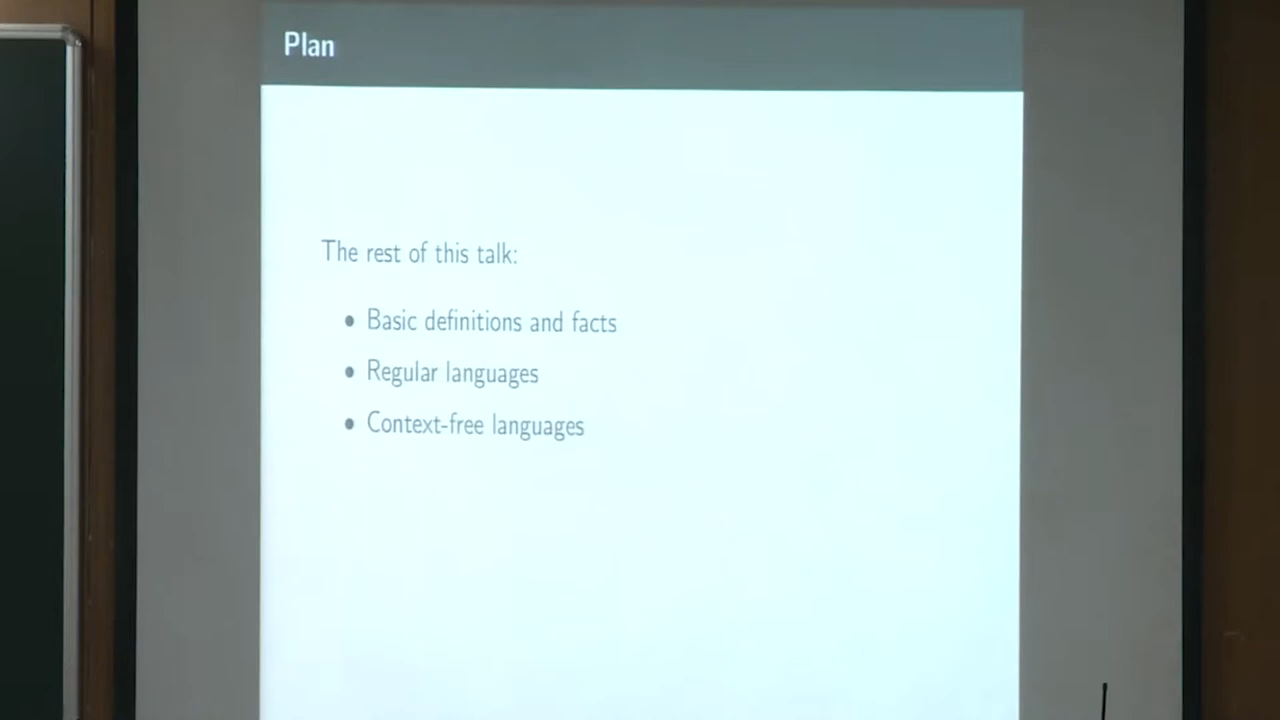 Plan
The rest of this talk:
• Basic definitions and facts
• Regular languages
• Context-free languages